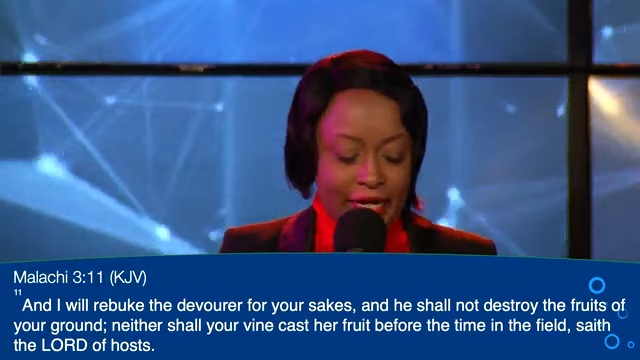 Malachi 3:11 (KJV)
11
And I will rebuke the devourer for your sakes, and he shall not destroy the fruits of
your ground; neither shall your vine cast her fruit before the time in the field, saith
the LORD of hosts.